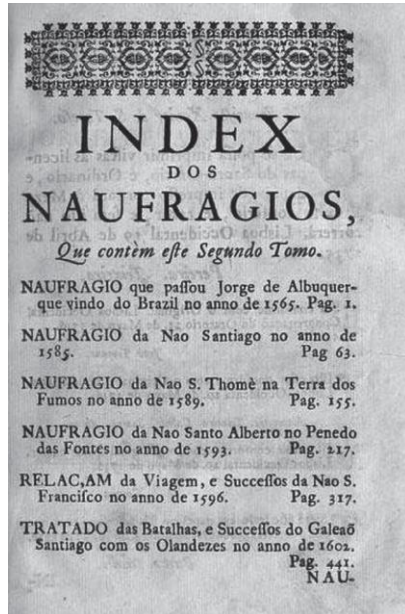 INDEX
DOS
NAUFRAGIOS,
Que contèm eſte Segundo Tomo.
NAUFRAGIO que paſſou Jorge de Albuquer-
que vindo do Brazil no anno de 1565. Pag. 1.
NAUFRAGIO da Nao Santiago no anno de
1585. Pag 63.
NAUFRAGIO da Nao S. Thomè na Terra dos
Fumos no anno de 1589. Pag. 155.
NAUFRAGIO da Nao Santo Alberto no Penedo
das Fontes no anno de 1593. Pag. 217.
RELAC,AM da Viagem, e Succeſſos da Nao S.
Franciſco no anno de 1596. Pag. 317.
TRATADO das Batalhas, e Succeſſos do Galeaõ
Santiago com os Olandezes no anno de 1602.
Pag. 441.
NAU-